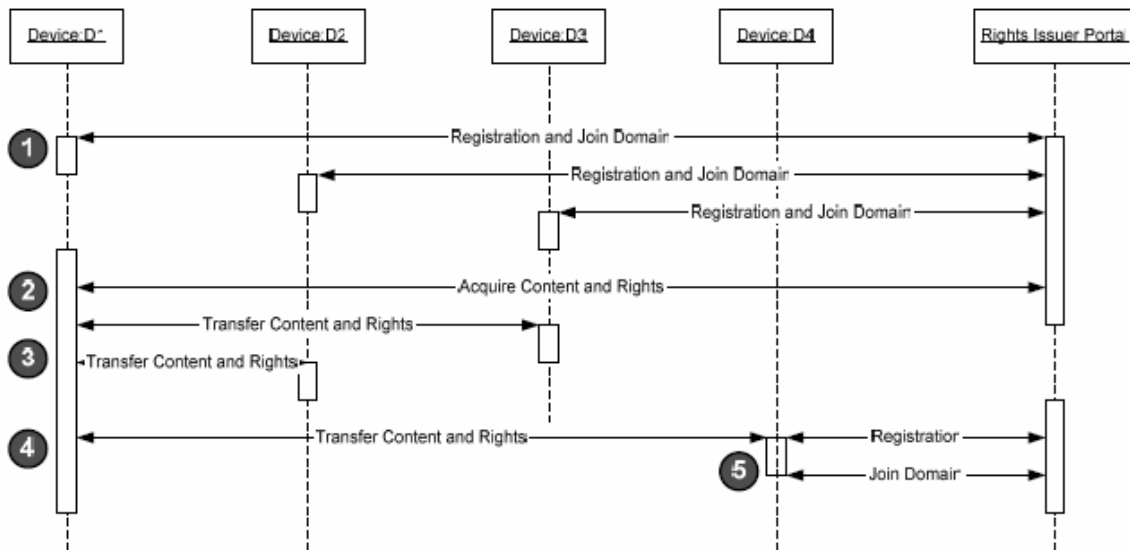 Device:D1
Device:D2
Device:D3
Device:D4
Rights Issuer Portal
1
Registration and Join Domain
Registration and Join Domain
Registration and Join Domain
2
Acquire Content and Rights
Transfer Content and Rights
3
Transfer Content and Rights
4
Transfer Content and Rights
Registration
5
Join Domain